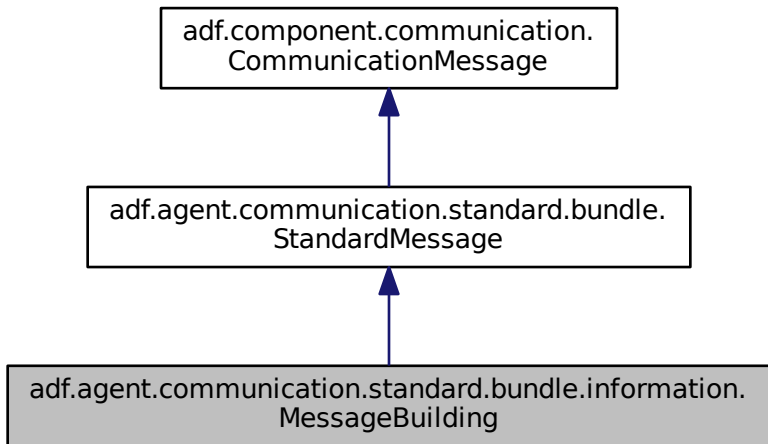 adf.component.communication.
CommunicationMessage
adf.agent.communication.standard.bundle.
StandardMessage
adf.agent.communication.standard.bundle.information.
MessageBuilding